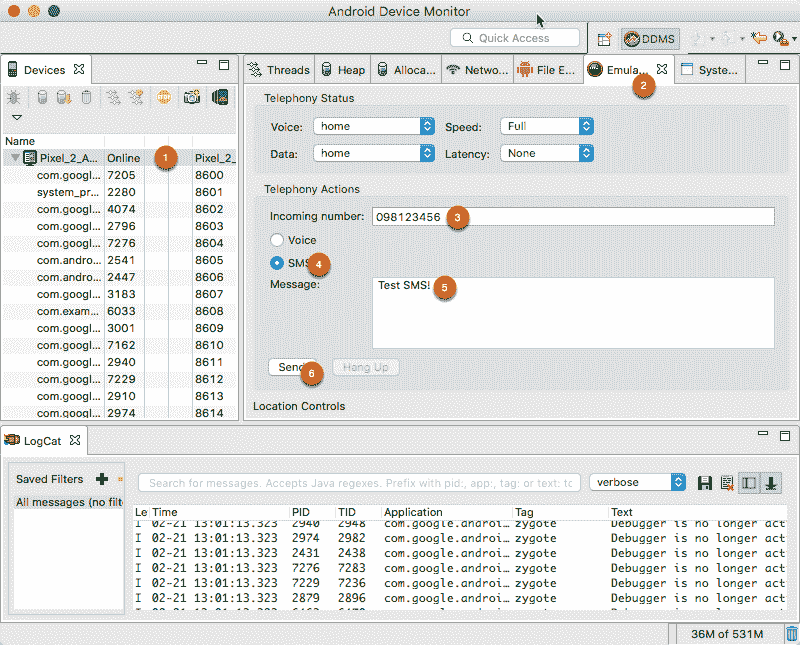 Android Device Monitor
Quick Access
DDMS
Devices
Threads
Heap
Alloca...
Netwo...
File E...
Emula...
Syste...
2
Name
Pixel_2_A... Online 1 Pixel_2_
com.googl... 7205 8600
system_pr... 2280 8601
com.googl... 4074 8602
com.googl... 2796 8603
com.googl... 7276 8604
com.andro... 2541 8605
com.andro... 2447 8606
com.googl... 3183 8607
com.exam... 6033 8608
com.googl... 3001 8609
com.googl... 7162 8610
com.googl... 2940 8611
com.googl... 7229 8612
com.googl... 2910 8613
com.googl... 2974 8614
Telephony Status
Voice: home Speed: Full
Data: home Latency: None
Telephony Actions
Incoming number: 098123456 3
Voice
SMS 4
Message: Test SMS! 5
Send 6 Hang Up
Location Controls
LogCat
Saved Filters
All messages (no filte
Search for messages. Accepts Java regexes. Prefix with pid:, app:, tag: or text: to
verbose
Le Time PID TID Application Tag Text
I 02-21 13:01:13.323 2940 2948 com.google.androi... zygote Debugger is no longer act
I 02-21 13:01:13.323 2974 2982 com.google.androi... zygote Debugger is no longer act
I 02-21 13:01:13.323 2431 2438 com.google.androi... zygote Debugger is no longer act
I 02-21 13:01:13.323 7276 7283 com.google.androi... zygote Debugger is no longer act
I 02-21 13:01:13.323 7229 7236 com.google.androi... zygote Debugger is no longer act
I 02-21 13:01:13.323 2879 2896 com.google.androi... zygote Debugger is no longer act
36M of 531M